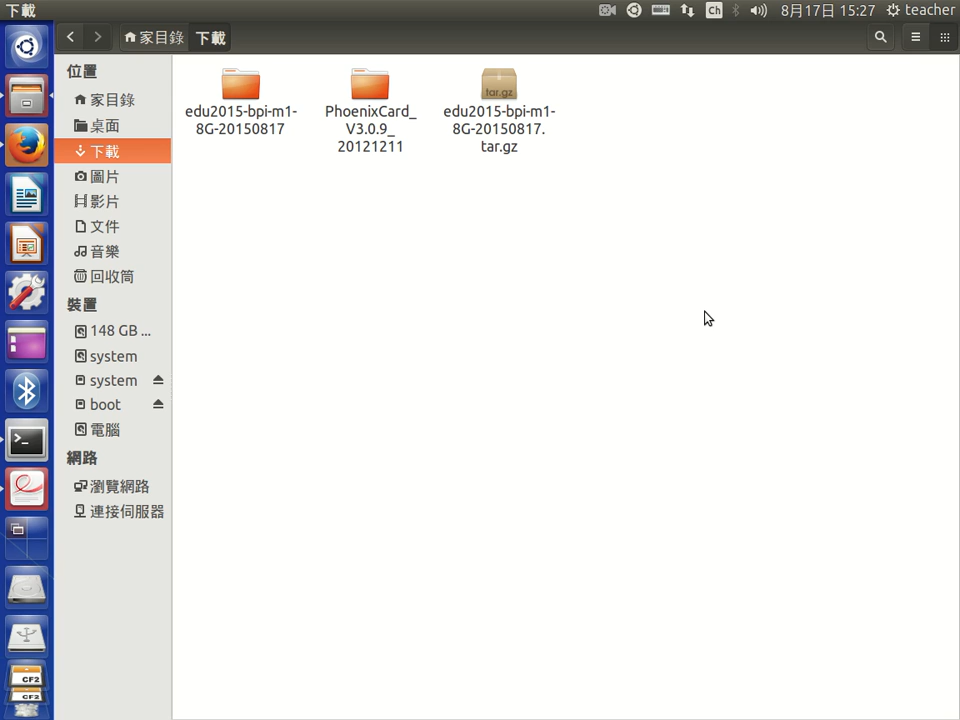 下載
Ch
8月17日 15:27
teacher
家目錄
下載
位置
家目錄
桌面
下載
圖片
影片
文件
音樂
回收筒
裝置
148 GB ...
system
system
boot
電腦
網路
瀏覽網路
連接伺服器
edu2015-bpi-m1-
8G-20150817
PhoenixCard_
V3.0.9_
20121211
tar.gz
edu2015-bpi-m1-
8G-20150817.
tar.gz
>_
CF2
CF2